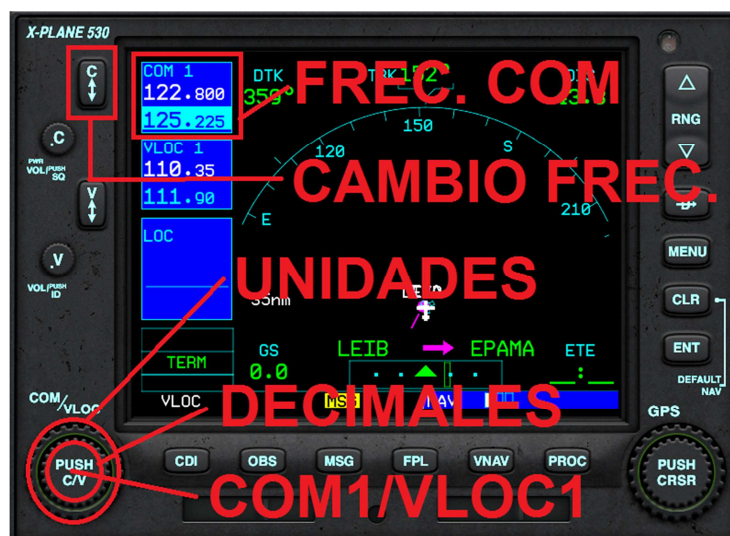 X-PLANE 530
C
COM 1
122.800
125.225
DTK
359°
FREC. COM
150
120
S
E
210
RNG
.C
PWR
VOL/PUSH
SQ
VLOC 1
110.35
111.90
CAMBIO FREC.
V
D
MENU
LOC
.V
VOL/PUSH
ID
UNIDADES
CLR
TERM
GS
0.0
LEIB
EPAMA
ETE
__:__
ENT
DEFAULT
NAV
COM/VLOC
VLOC
DECIMALES
GPS
PUSH
C/V
CDI
OBS
MSG
FPL
VNAV
PROC
PUSH
CRSR
COM1/VLOC1